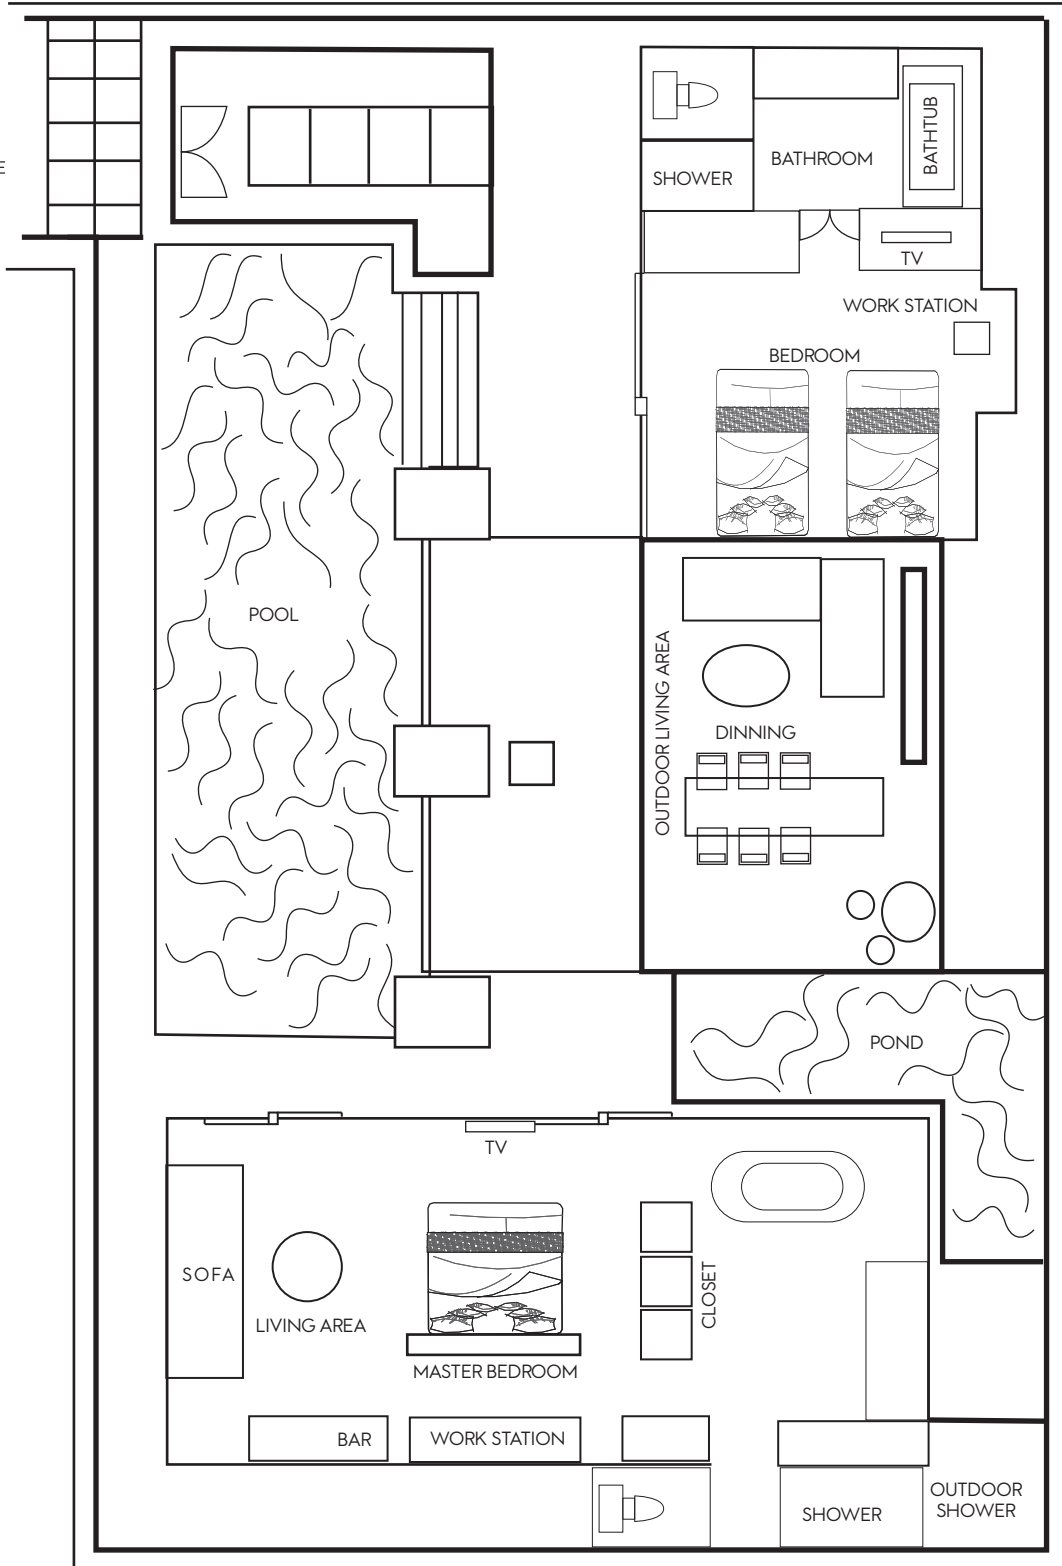 E
BATHTUB
BATHROOM
SHOWER
TV
WORK STATION
BEDROOM
POOL
OUTDOOR LIVING AREA
DINNING
POND
TV
SOFA
CLOSET
LIVING AREA
MASTER BEDROOM
BAR
WORK STATION
OUTDOOR
SHOWER
SHOWER